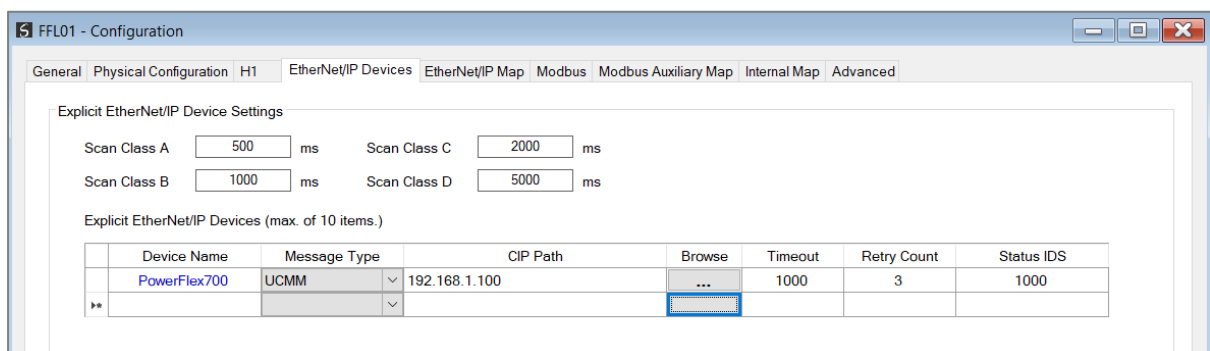 FFL01 - Configuration
General Physical Configuration H1 EtherNet/IP Devices EtherNet/IP Map Modbus Modbus Auxiliary Map Internal Map Advanced
Explicit EtherNet/IP Device Settings
Scan Class A 500 ms Scan Class C 2000 ms
Scan Class B 1000 ms Scan Class D 5000 ms
Explicit EtherNet/IP Devices (max. of 10 items.)
Device Name Message Type CIP Path Browse Timeout Retry Count Status IDS
PowerFlex700 UCMM 192.168.1.100 ... 1000 3 1000